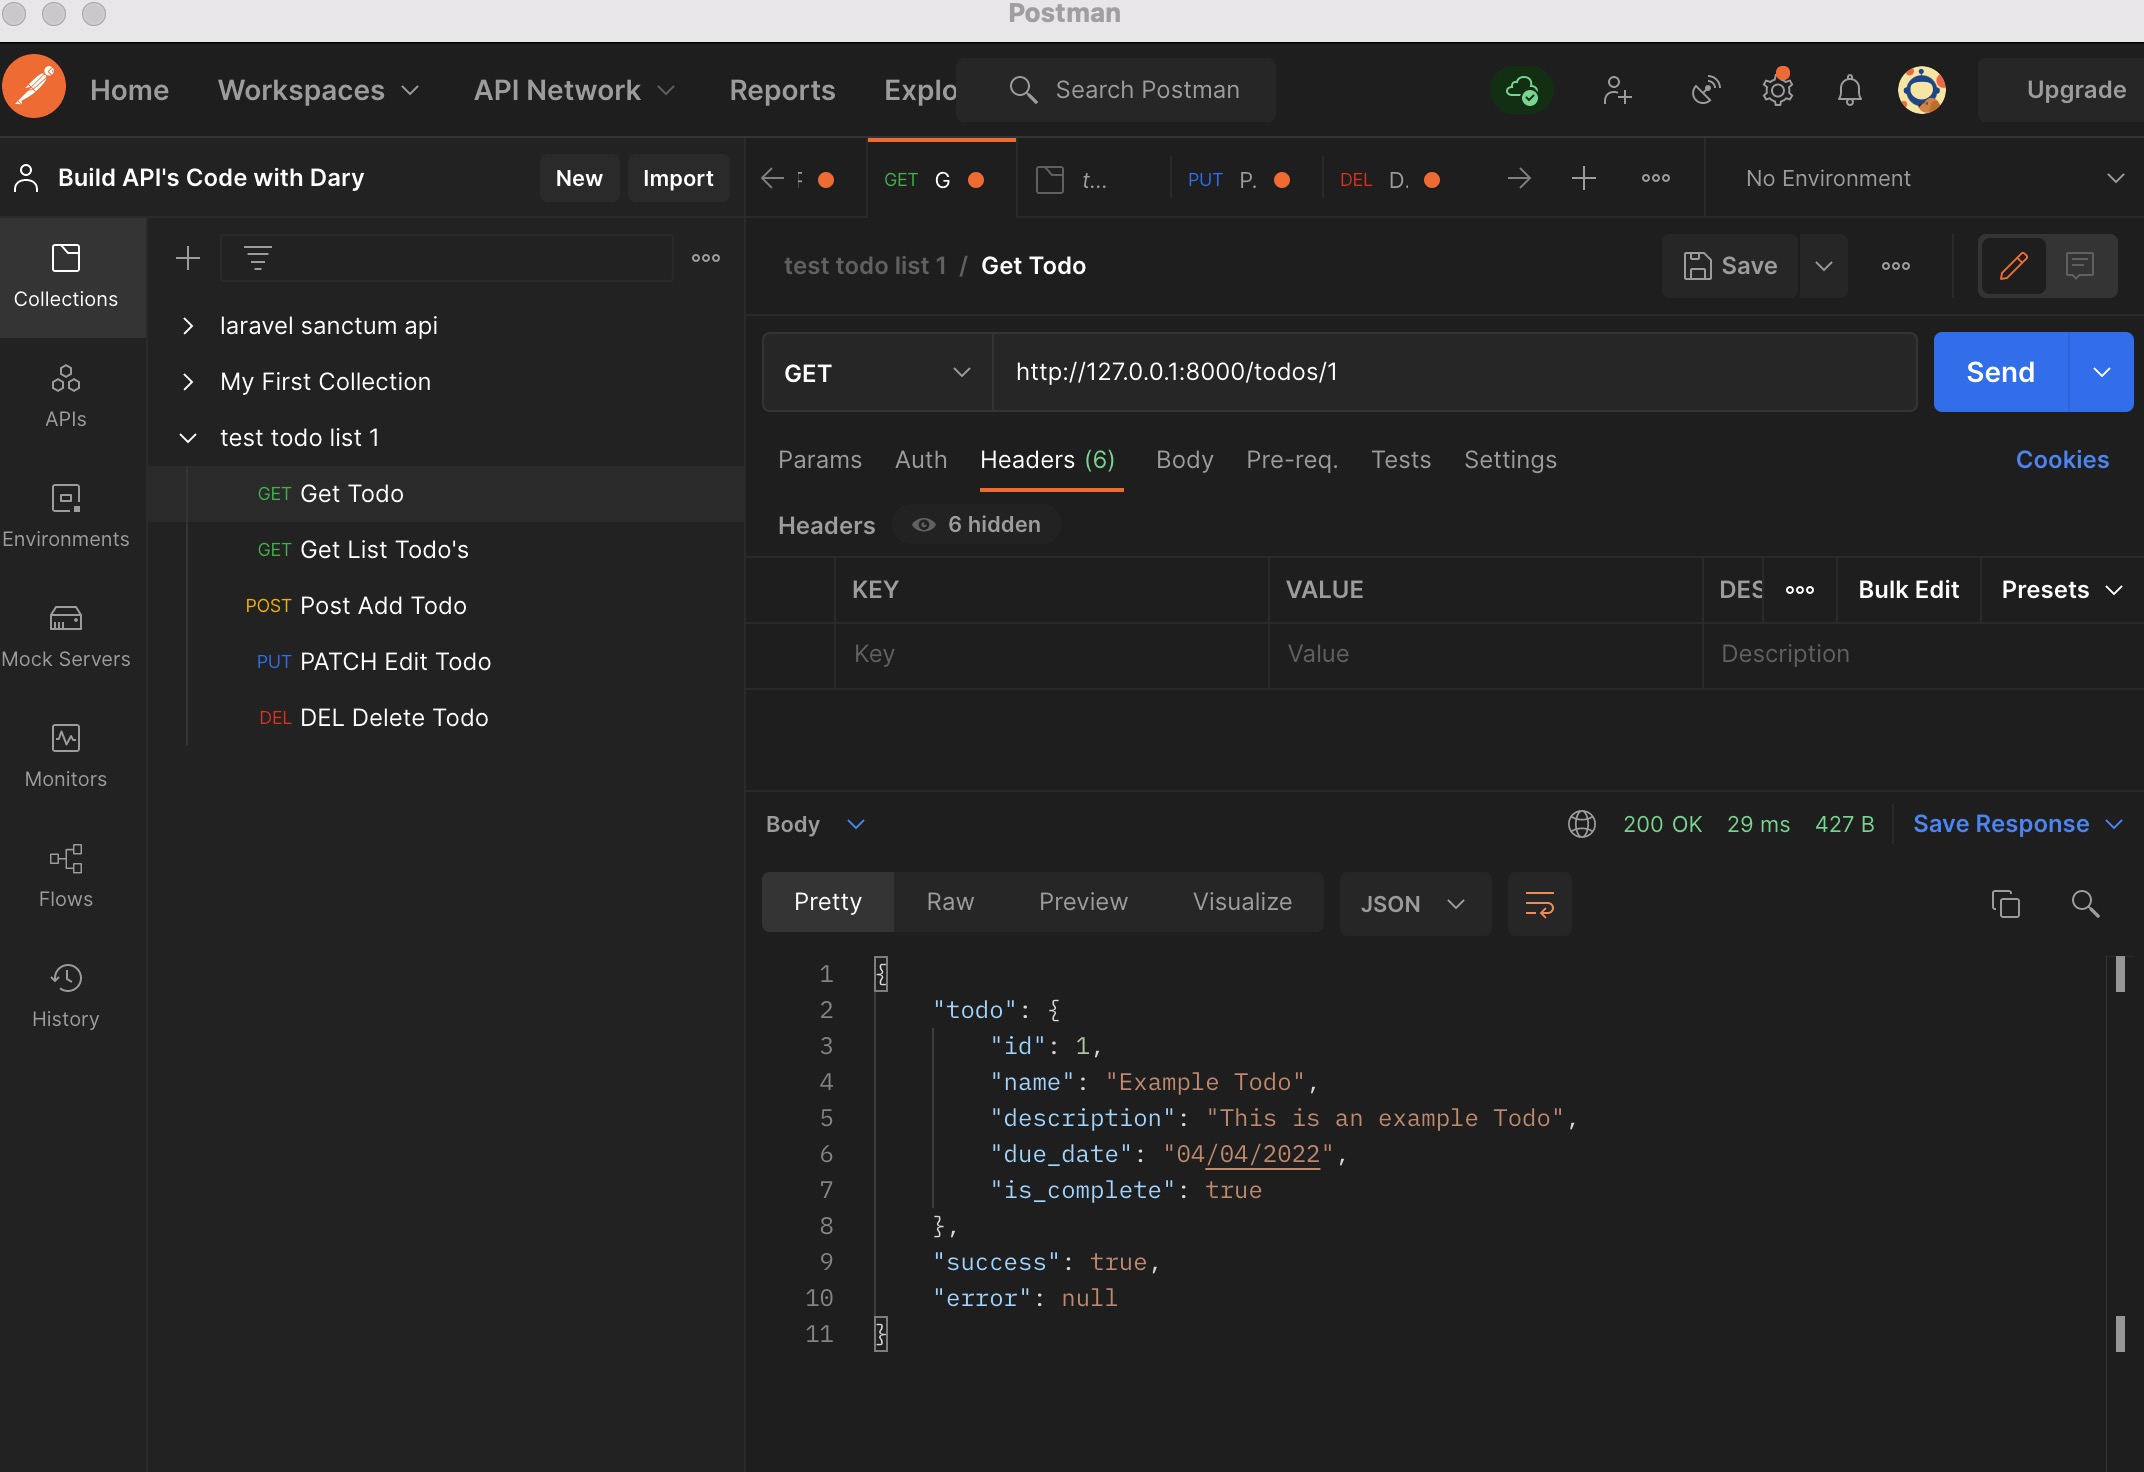 Postman
Home Workspaces API Network Reports Explo Search Postman Upgrade
Build API's Code with Dary New Import
GET G t... PUT P. DEL D. No Environment
Collections
APIs
Environments
Mock Servers
Monitors
Flows
History
laravel sanctum api
My First Collection
test todo list 1
GET Get Todo
GET Get List Todo's
POST Post Add Todo
PUT PATCH Edit Todo
DEL DEL Delete Todo
test todo list 1 / Get Todo Save
GET http://127.0.0.1:8000/todos/1 Send
Params Auth Headers (6) Body Pre-req. Tests Settings Cookies
Headers 6 hidden
KEY VALUE DES Bulk Edit Presets
Key Value Description
Body 200 OK 29 ms 427 B Save Response
Pretty Raw Preview Visualize JSON
1 {
2 "todo": {
3 "id": 1,
4 "name": "Example Todo",
5 "description": "This is an example Todo",
6 "due_date": "04/04/2022",
7 "is_complete": true
8 },
9 "success": true,
10 "error": null
11 }